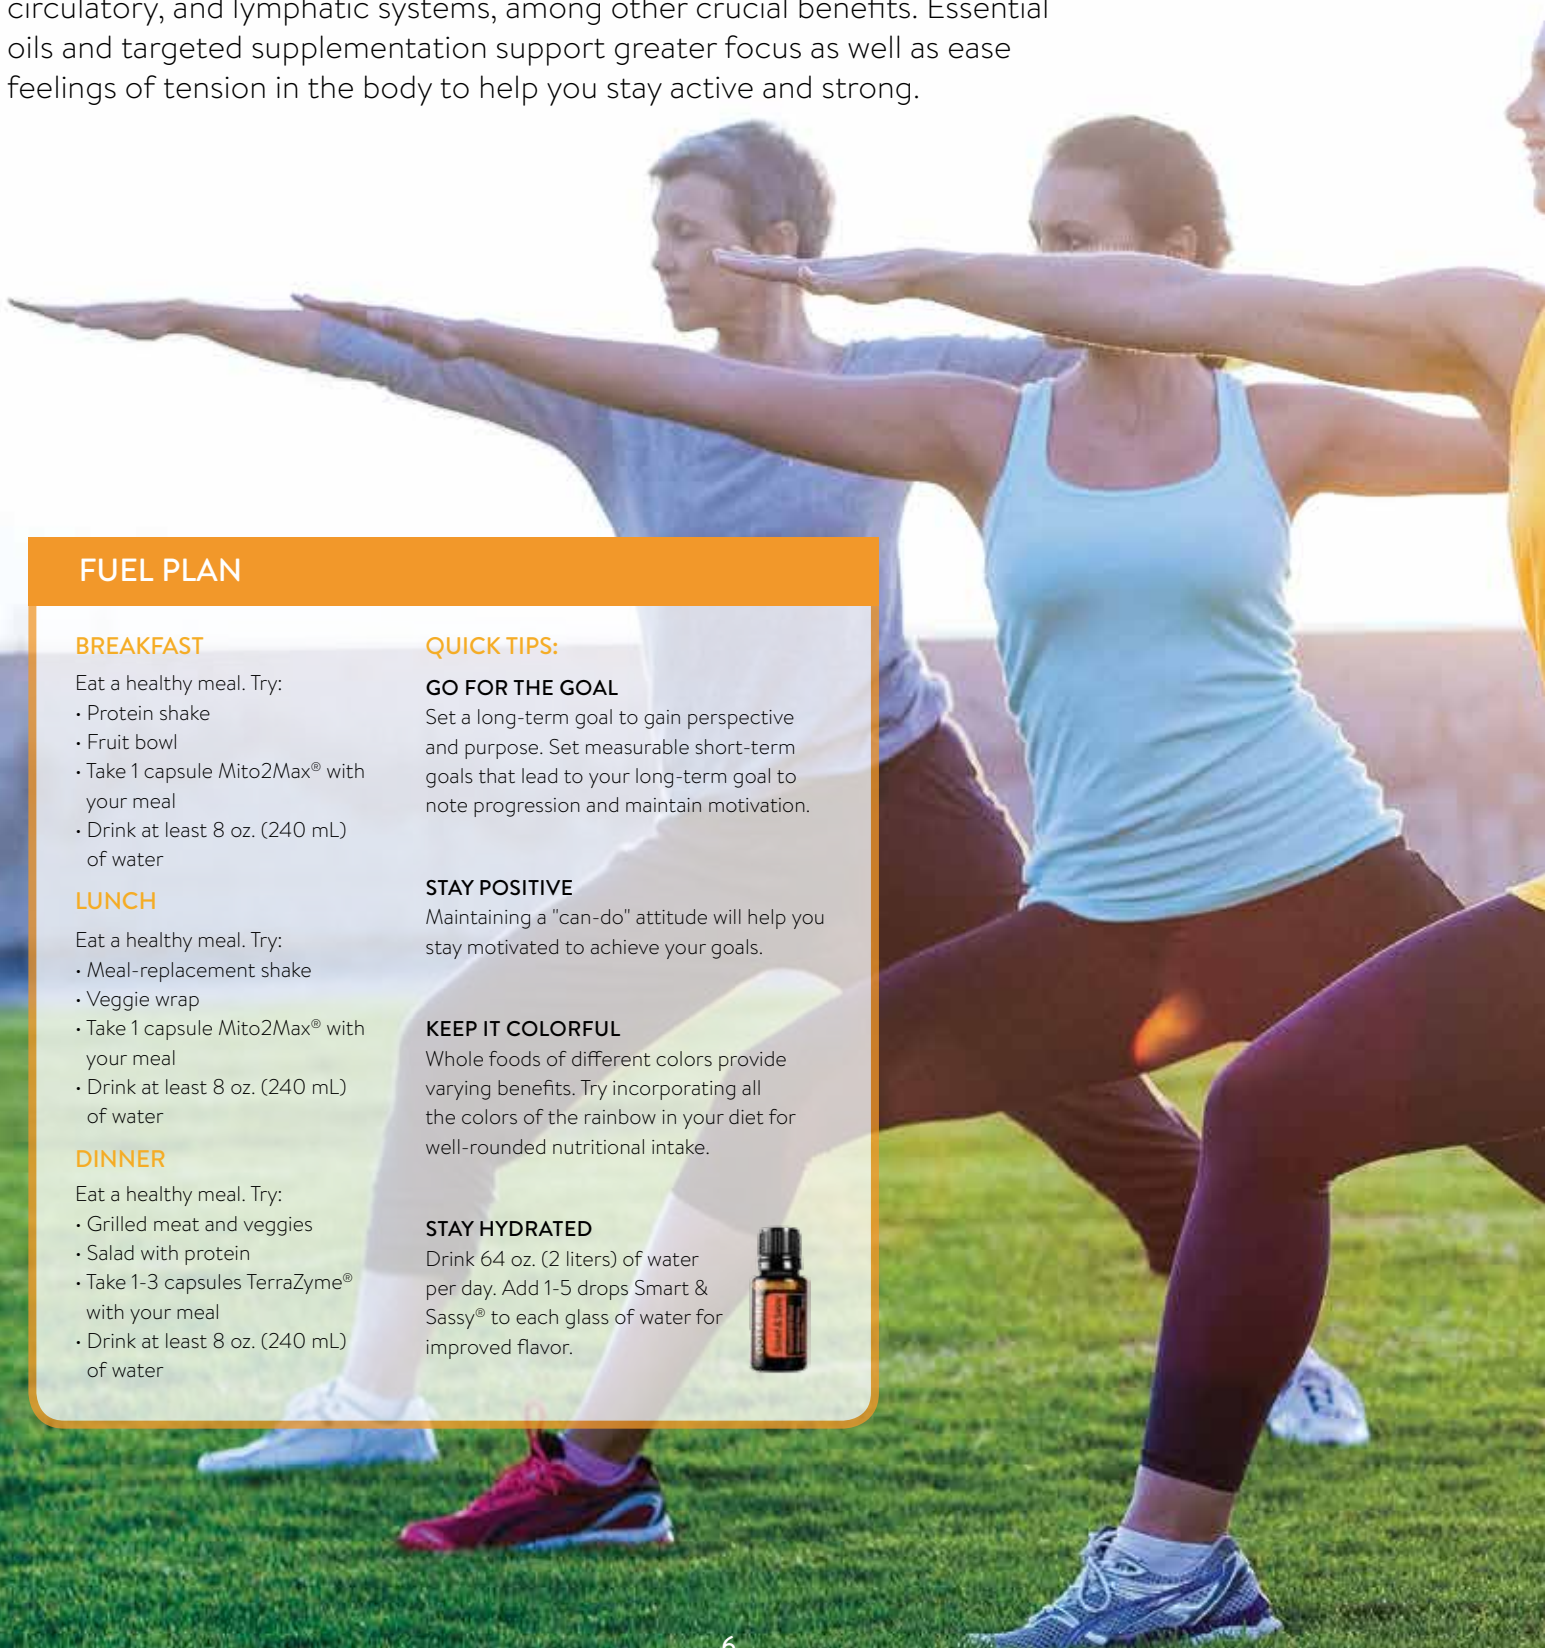 circulatory, and lymphatic systems, among other crucial benefits. Essential
oils and targeted supplementation support greater focus as well as ease
feelings of tension in the body to help you stay active and strong.
FUEL PLAN
BREAKFAST
Eat a healthy meal. Try:
• Protein shake
• Fruit bowl
• Take 1 capsule Mito2Max® with
your meal
• Drink at least 8 oz. (240 mL)
of water
LUNCH
Eat a healthy meal. Try:
• Meal-replacement shake
• Veggie wrap
• Take 1 capsule Mito2Max® with
your meal
• Drink at least 8 oz. (240 mL)
of water
DINNER
Eat a healthy meal. Try:
• Grilled meat and veggies
• Salad with protein
• Take 1-3 capsules TerraZyme®
with your meal
• Drink at least 8 oz. (240 mL)
of water
QUICK TIPS:
GO FOR THE GOAL
Set a long-term goal to gain perspective
and purpose. Set measurable short-term
goals that lead to your long-term goal to
note progression and maintain motivation.
STAY POSITIVE
Maintaining a "can-do" attitude will help you
stay motivated to achieve your goals.
KEEP IT COLORFUL
Whole foods of different colors provide
varying benefits. Try incorporating all
the colors of the rainbow in your diet for
well-rounded nutritional intake.
STAY HYDRATED
Drink 64 oz. (2 liters) of water
per day. Add 1-5 drops Smart &
Sassy® to each glass of water for
improved flavor.
6